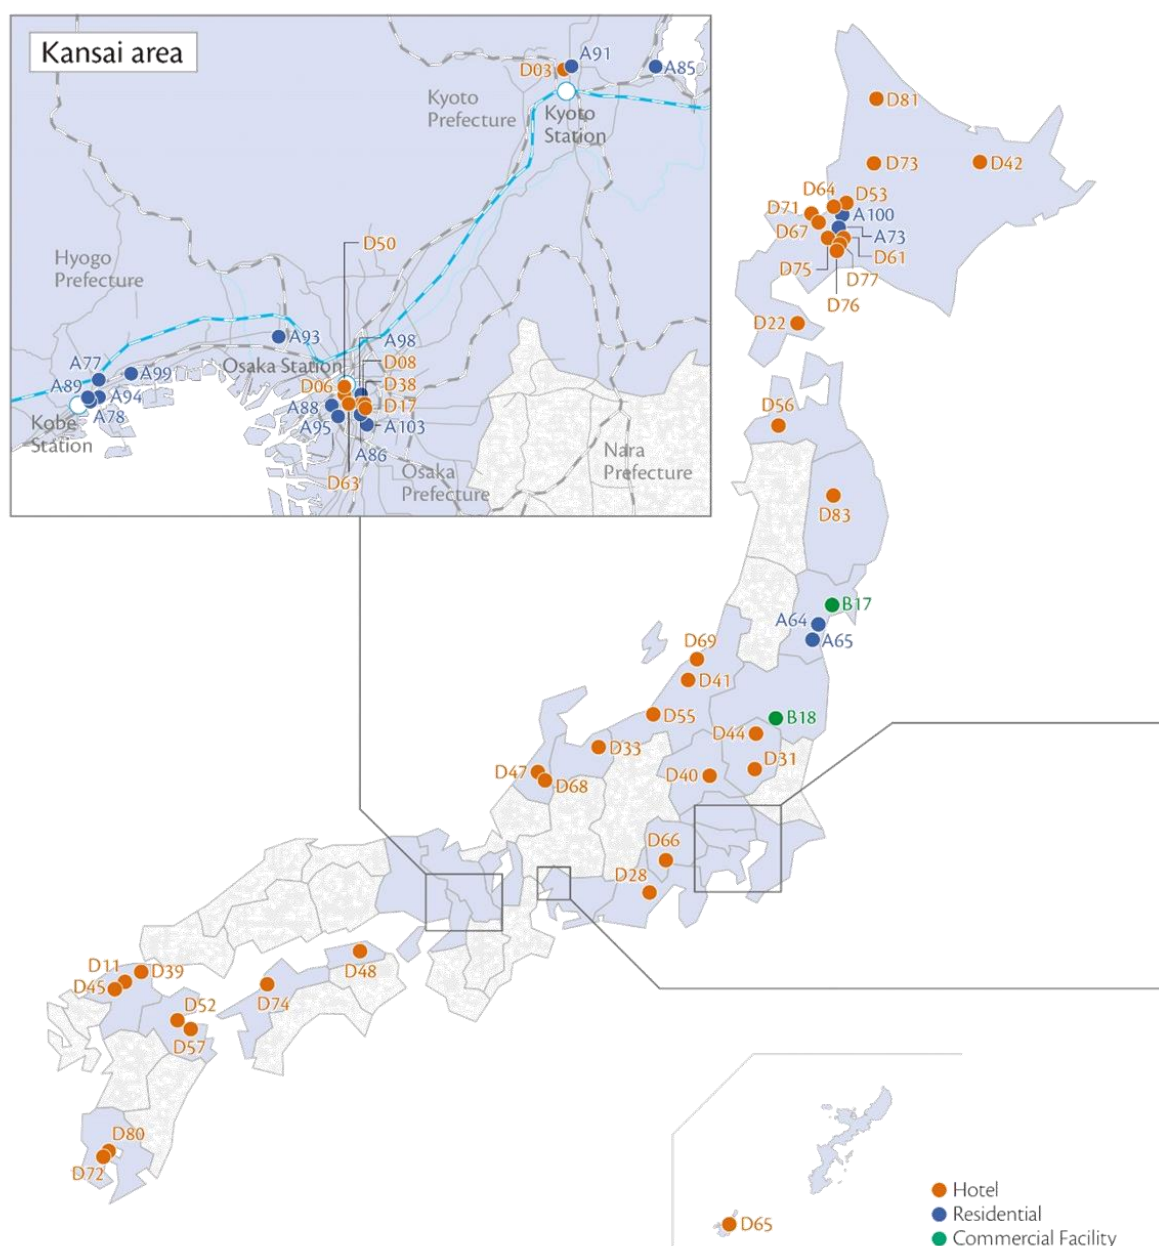 Kansai area
A91
D03
A85
Kyoto
Prefecture
Kyoto
Station
D50
Hyogo
Prefecture
A93
A98
Osaka Station
D08
A77
A99
D06
D38
A89
A94
A88
D17
A78
A95
A103
Kobe
Station
A86
Osaka
Prefecture
Nara
Prefecture
D63
D81
D73
D42
D64
D53
D71
A100
D67
A73
D61
D75
D77
D76
D22
D56
D83
B17
A64
A65
D69
D41
D55
B18
D44
D33
D31
D47
D40
D68
D66
D28
D48
D11
D39
D45
D74
D52
D57
D80
D72
D65
Hotel
Residential
Commercial Facility